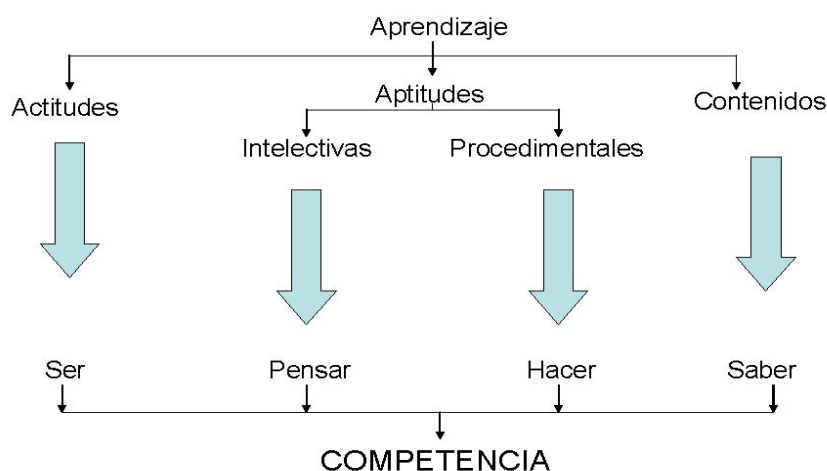 Aprendizaje
Actitudes
Aptitudes
Contenidos
Intelectivas
Procedimentales
Ser
Pensar
Hacer
Saber
COMPETENCIA